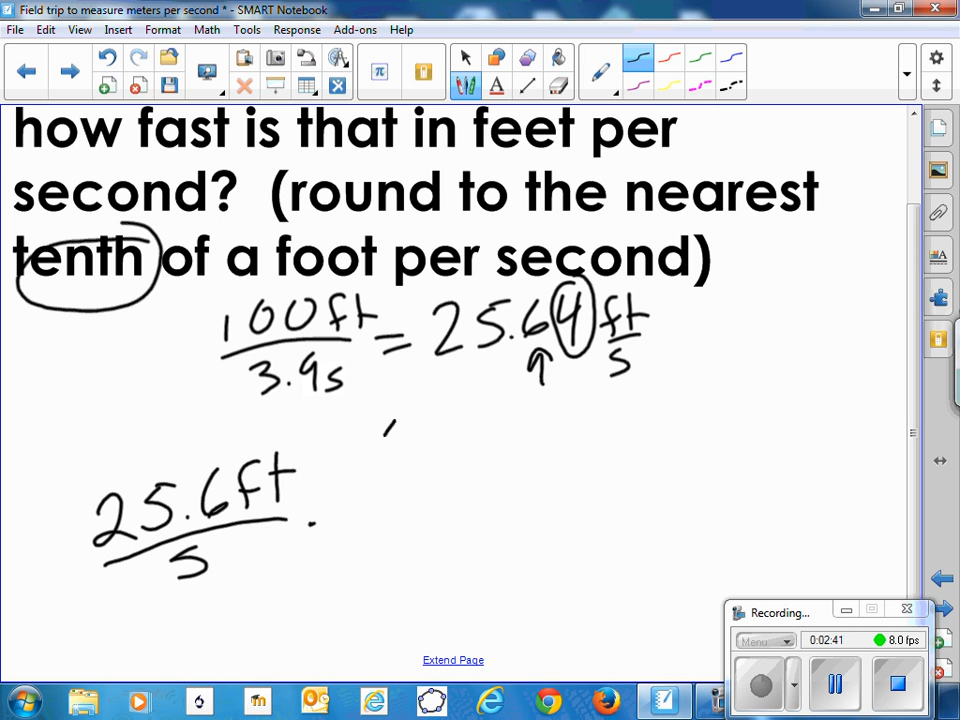 Field trip to measure meters per second * - SMART Notebook
File Edit View Insert Format Math Tools Response Add-ons Help
how fast is that in feet per
second? (round to the nearest
tenth of a foot per second)
100ft = 25.64 ft
3.9s s
25.6ft .
s
Extend Page
Recording...
Menu 0:02:41 8.0 fps